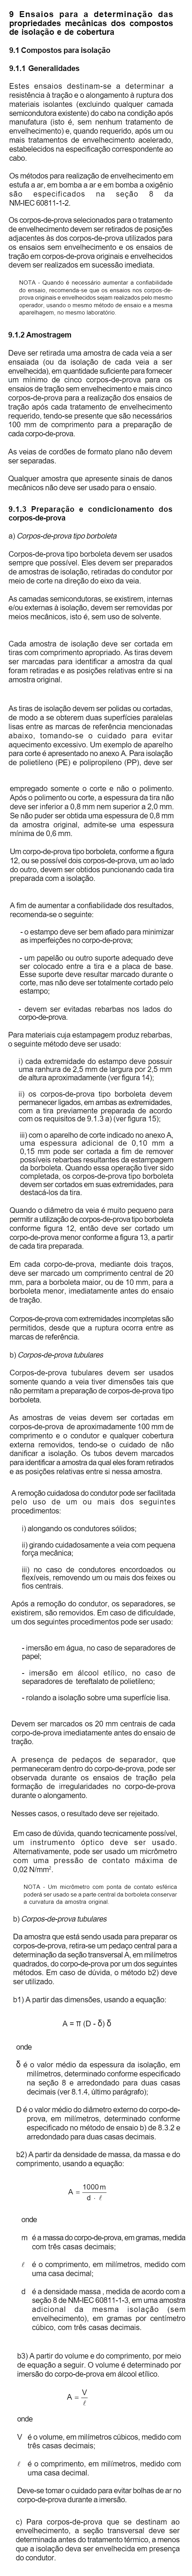 9 Ensaios para a determinação das
propriedades mecânicas dos compostos
de isolação e de cobertura
9.1 Compostos para isolação
9.1.1 Generalidades
Estes ensaios destinam-se a determinar a
resistência à tração e o alongamento à ruptura dos
materiais isolantes (excluindo qualquer camada
semicondutora existente) do cabo na condição após
manufatura (isto é, sem nenhum tratamento de
envelhecimento) e, quando requerido, após um ou
mais tratamentos de envelhecimento acelerado,
estabelecidos na especificação correspondente ao
cabo.
Os métodos para realização de envelhecimento em
estufa a ar, em bomba a ar e em bomba a oxigênio
são especificados na seção 8 da
NM-IEC 60811-1-2.
Os corpos-de-prova selecionados para o tratamento
de envelhecimento devem ser retirados de posições
adjacentes às dos corpos-de-prova utilizados para
os ensaios sem envelhecimento e os ensaios de
tração em corpos-de-prova originais e envelhecidos
devem ser realizados em sucessão imediata.
NOTA - Quando é necessário aumentar a confiabilidade
do ensaio, recomenda-se que os ensaios nos corpos-de-
prova originais e envelhecidos sejam realizados pelo mesmo
operador, usando o mesmo método de ensaio e a mesma
aparelhagem, no mesmo laboratório.
9.1.2 Amostragem
Deve ser retirada uma amostra de cada veia a ser
ensaiada (ou da isolação de cada veia a ser
envelhecida), em quantidade suficiente para fornecer
um mínimo de cinco corpos-de-prova para os
ensaios de tração sem envelhecimento e mais cinco
corpos-de-prova para a realização dos ensaios de
tração após cada tratamento de envelhecimento
requerido, tendo-se presente que são necessários
100 mm de comprimento para a preparação de
cada corpo-de-prova.
As veias de cordões de formato plano não devem
ser separadas.
Qualquer amostra que apresente sinais de danos
mecânicos não deve ser usado para o ensaio.
9.1.3 Preparação e condicionamento dos
corpos-de-prova
a) Corpos-de-prova tipo borboleta
Corpos-de-prova tipo borboleta devem ser usados
sempre que possível. Eles devem ser preparados
de amostras de isolação, retiradas do condutor por
meio de corte na direção do eixo da veia.
As camadas semicondutoras, se existirem, internas
e/ou externas à isolação, devem ser removidas por
meios mecânicos, isto é, sem uso de solvente.
Cada amostra de isolação deve ser cortada em
tiras com comprimento apropriado. As tiras devem
ser marcadas para identificar a amostra da qual
foram retiradas e as posições relativas entre si na
amostra original.
As tiras de isolação devem ser polidas ou cortadas,
de modo a se obterem duas superfícies paralelas
lisas entre as marcas de referência mencionadas
abaixo, tomando-se o cuidado para evitar
aquecimento excessivo. Um exemplo de aparelho
para corte é apresentado no anexo A. Para isolação
de polietileno (PE) e polipropileno (PP), deve ser
empregado somente o corte e não o polimento.
Após o polimento ou corte, a espessura da tira não
deve ser inferior a 0,8 mm nem superior a 2,0 mm.
Se não puder ser obtida uma espessura de 0,8 mm
da amostra original, admite-se uma espessura
mínima de 0,6 mm.
Um corpo-de-prova tipo borboleta, conforme a figura
12, ou se possível dois corpos-de-prova, um ao lado
do outro, devem ser obtidos puncionando cada tira
preparada com a isolação.
A fim de aumentar a confiabilidade dos resultados,
recomenda-se o seguinte:
- o estampo deve ser bem afiado para minimizar
as imperfeições no corpo-de-prova;
- um papelão ou outro suporte adequado deve
ser colocado entre a tira e a placa de base.
Esse suporte deve resultar marcado durante o
corte, mas não deve ser totalmente cortado pelo
estampo;
- devem ser evitadas rebarbas nos lados do
corpo-de-prova.
Para materiais cuja estampagem produz rebarbas,
o seguinte método deve ser usado:
i) cada extremidade do estampo deve possuir
uma ranhura de 2,5 mm de largura por 2,5 mm
de altura aproximadamente (ver figura 14);
ii) os corpos-de-prova tipo borboleta devem
permanecer ligados, em ambas as extremidades,
com a tira previamente preparada de acordo
com os requisitos de 9.1.3 a) (ver figura 15);
iii) com o aparelho de corte indicado no anexo A,
uma espessura adicional de 0,10 mm a
0,15 mm pode ser cortada a fim de remover
possíveis rebarbas resultantes da estampagem
da borboleta. Quando essa operação tiver sido
completada, os corpos-de-prova tipo borboleta
devem ser cortados em suas extremidades, para
destacá-los da tira.
Quando o diâmetro da veia é muito pequeno para
permitir a utilização de corpos-de-prova tipo borboleta
conforme figura 12, então deve ser cortado um
corpo-de-prova menor conforme a figura 13, a partir
de cada tira preparada.
Em cada corpo-de-prova, mediante dois traços,
deve ser marcado um comprimento central de 20
mm, para a borboleta maior, ou de 10 mm, para a
borboleta menor, imediatamente antes do ensaio
de tração.
Corpos-de-prova com extremidades incompletas são
permitidos, desde que a ruptura ocorra entre as
marcas de referência.
b) Corpos-de-prova tubulares
Corpos-de-prova tubulares devem ser usados
somente quando a veia tiver dimensões tais que
não permitam a preparação de corpos-de-prova tipo
borboleta.
As amostras de veias devem ser cortadas em
corpos-de-prova de aproximadamente 100 mm de
comprimento e o condutor e qualquer cobertura
externa removidos, tendo-se o cuidado de não
danificar a isolação. Os tubos devem marcados
para identificar a amostra da qual eles foram retirados
e as posições relativas entre si nessa amostra.
A remoção cuidadosa do condutor pode ser facilitada
pelo uso de um ou mais dos seguintes
procedimentos:
i) alongando os condutores sólidos;
ii) girando cuidadosamente a veia com pequena
força mecânica;
iii) no caso de condutores encordoados ou
flexíveis, removendo um ou mais dos feixes ou
fios centrais.
Após a remoção do condutor, os separadores, se
existirem, são removidos. Em caso de dificuldade,
um dos seguintes procedimentos pode ser usado:
- imersão em água, no caso de separadores de
papel;
- imersão em álcool etílico, no caso de
separadores de tereftalato de polietileno;
- rolando a isolação sobre uma superfície lisa.
Devem ser marcados os 20 mm centrais de cada
corpo-de-prova imediatamente antes do ensaio de
tração.
A presença de pedaços de separador, que
permaneceram dentro do corpo-de-prova, pode ser
observada durante os ensaios de tração pela
formação de irregularidades no corpo-de-prova
durante o alongamento.
Nesses casos, o resultado deve ser rejeitado.
Em caso de dúvida, quando tecnicamente possível,
um instrumento óptico deve ser usado.
Alternativamente, pode ser usado um micrômetro
com uma pressão de contato máxima de
0,02 N/mm².
NOTA - Um micrômetro com ponta de contato esférica
poderá ser usado se a parte central da borboleta conservar
a curvatura da amostra original.
b) Corpos-de-prova tubulares
Da amostra que está sendo usada para preparar os
corpos-de-prova, retira-se um pedaço central para a
determinação da seção transversal A, em milímetros
quadrados, do corpo-de-prova por um dos seguintes
métodos. Em caso de dúvida, o método b2) deve
ser utilizado.
b1) A partir das dimensões, usando a equação:
A = π (D - δ) δ
onde
δ é o valor médio da espessura da isolação, em
milímetros, determinado conforme especificado
na seção 8 e arredondado para duas casas
decimais (ver 8.1.4, último parágrafo);
D é o valor médio do diâmetro externo do corpo-de-
prova, em milímetros, determinado conforme
especificado no método de ensaio b) de 8.3.2 e
arredondado para duas casas decimais.
b2) A partir da densidade de massa, da massa e do
comprimento, usando a equação:
A = 1000 m
d · ℓ
onde
m é a massa do corpo-de-prova, em gramas, medida
com três casas decimais;
ℓ é o comprimento, em milímetros, medido com
uma casa decimal;
d é a densidade massa , medida de acordo com a
seção 8 de NM-IEC 60811-1-3, em uma amostra
adicional da mesma isolação (sem
envelhecimento), em gramas por centímetro
cúbico, com três casas decimais.
b3) A partir do volume e do comprimento, por meio
de equação a seguir. O volume é determinado por
imersão do corpo-de-prova em álcool etílico.
A = V
ℓ
onde
V é o volume, em milímetros cúbicos, medido com
três casas decimais;
ℓ é o comprimento, em milímetros, medido com
uma casa decimal.
Deve-se tomar o cuidado para evitar bolhas de ar no
corpo-de-prova durante a imersão.
c) Para corpos-de-prova que se destinam ao
envelhecimento, a seção transversal deve ser
determinada antes do tratamento térmico, a menos
que a isolação deva ser envelhecida em presença
do condutor.